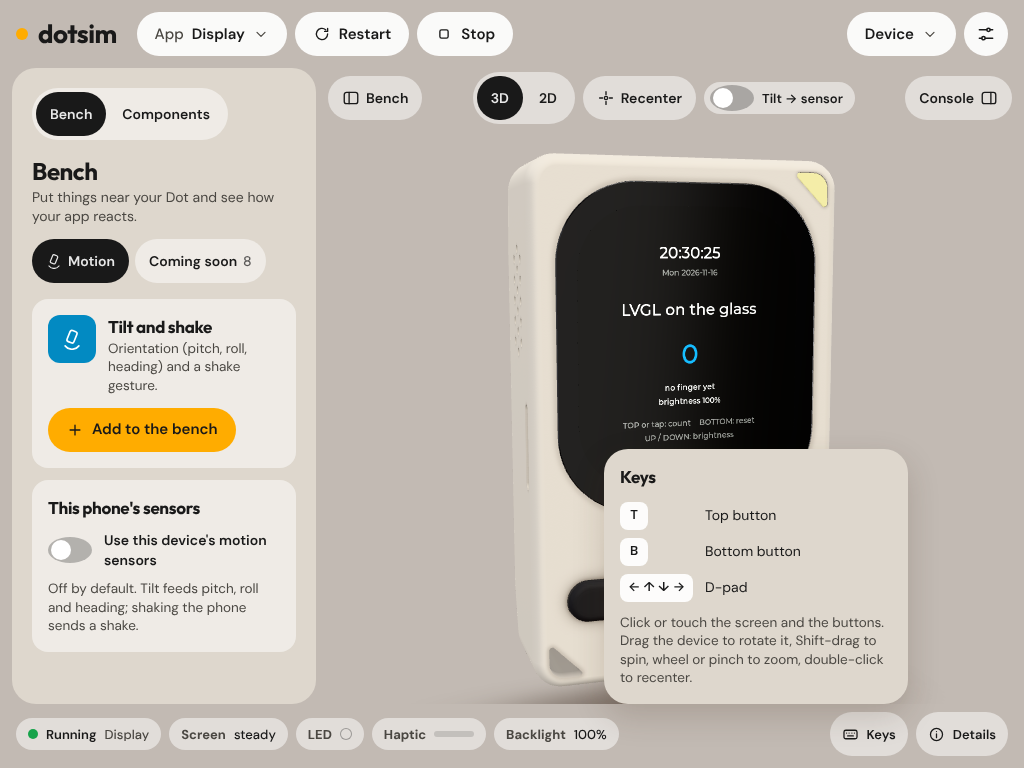 dotsim
App Display
Restart
Stop
Device
Bench
Components
Bench
3D
2D
Recenter
Tilt → sensor
Console
Bench
Put things near your Dot and see how
your app reacts.
Motion
Coming soon 8
Tilt and shake
Orientation (pitch, roll,
heading) and a shake
gesture.
+ Add to the bench
This phone's sensors
Use this device's motion
sensors
Off by default. Tilt feeds pitch, roll
and heading; shaking the phone
sends a shake.
20:30:25
Mon 2026-11-16
LVGL on the glass
0
no finger yet
brightness 100%
TOP or tap: count BOTTOM: reset
UP / DOWN: brightness
Keys
T Top button
B Bottom button
← ↑ ↓ → D-pad
Click or touch the screen and the buttons.
Drag the device to rotate it, Shift-drag to
spin, wheel or pinch to zoom, double-click
to recenter.
Running Display
Screen steady
LED
Haptic
Backlight 100%
Keys
Details